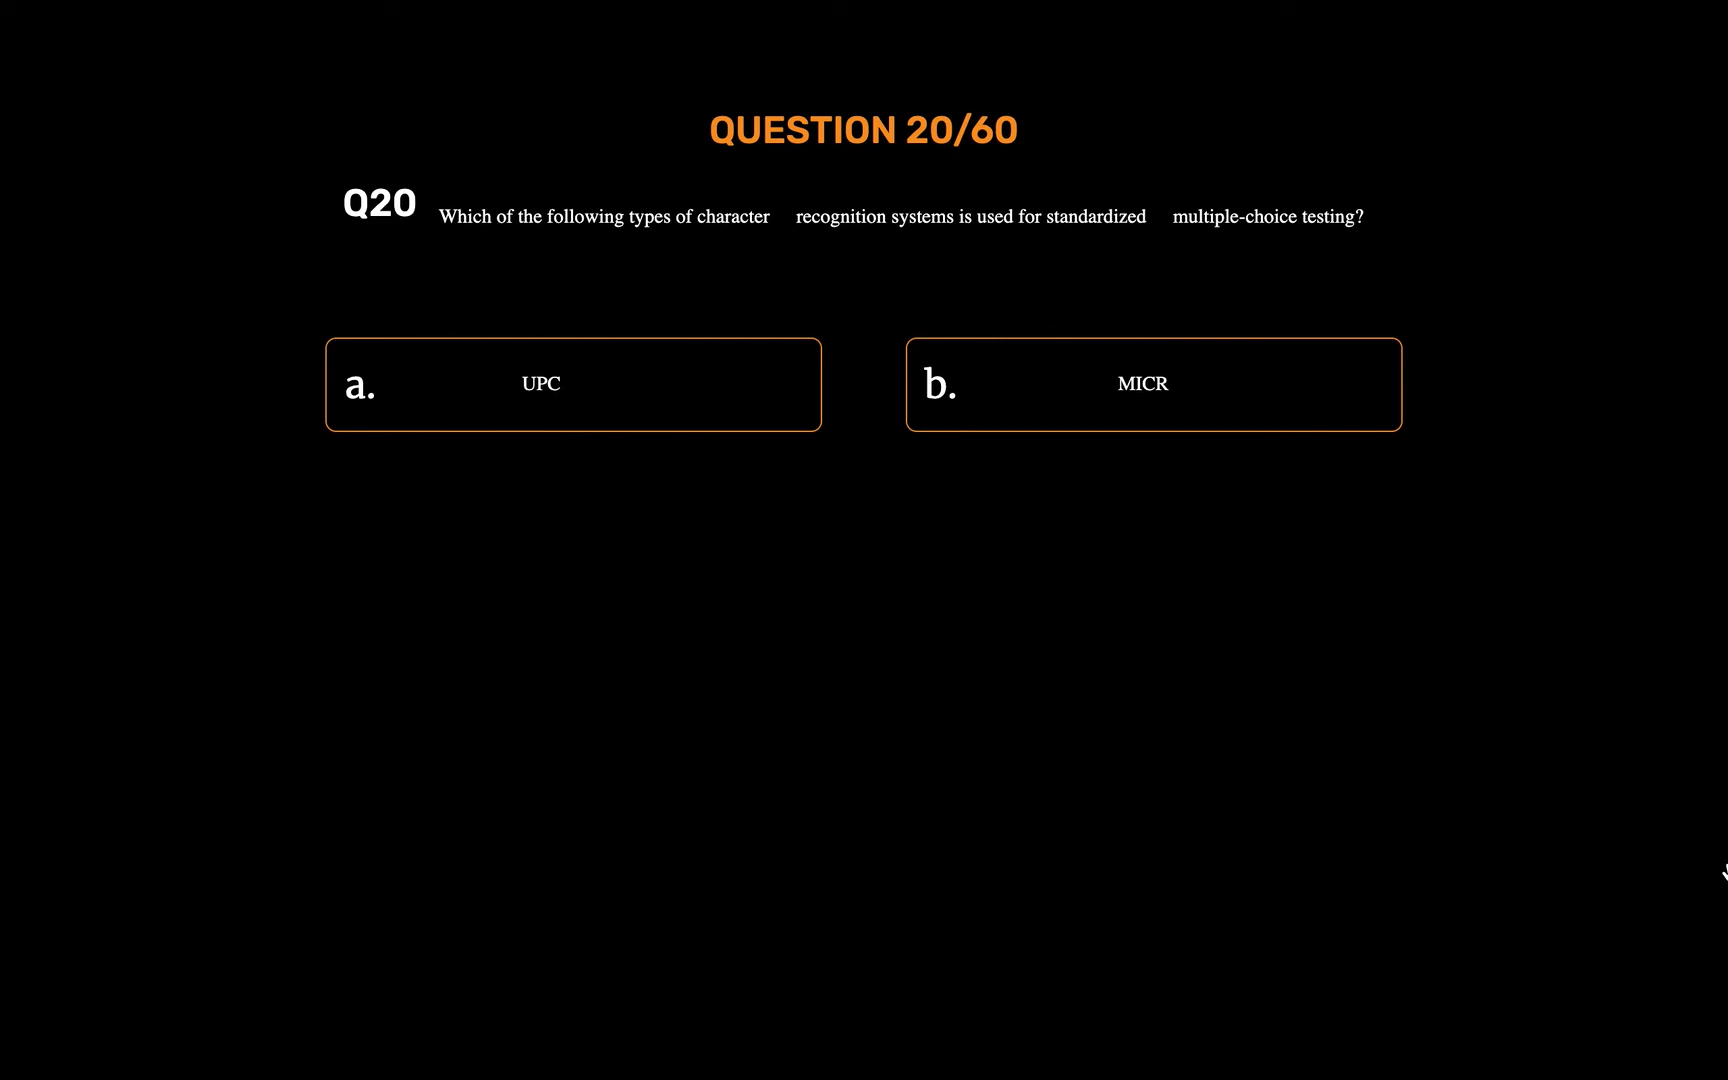 QUESTION 20/60
Q20 Which of the following types of character recognition systems is used for standardized multiple-choice testing?
a. UPC
b. MICR